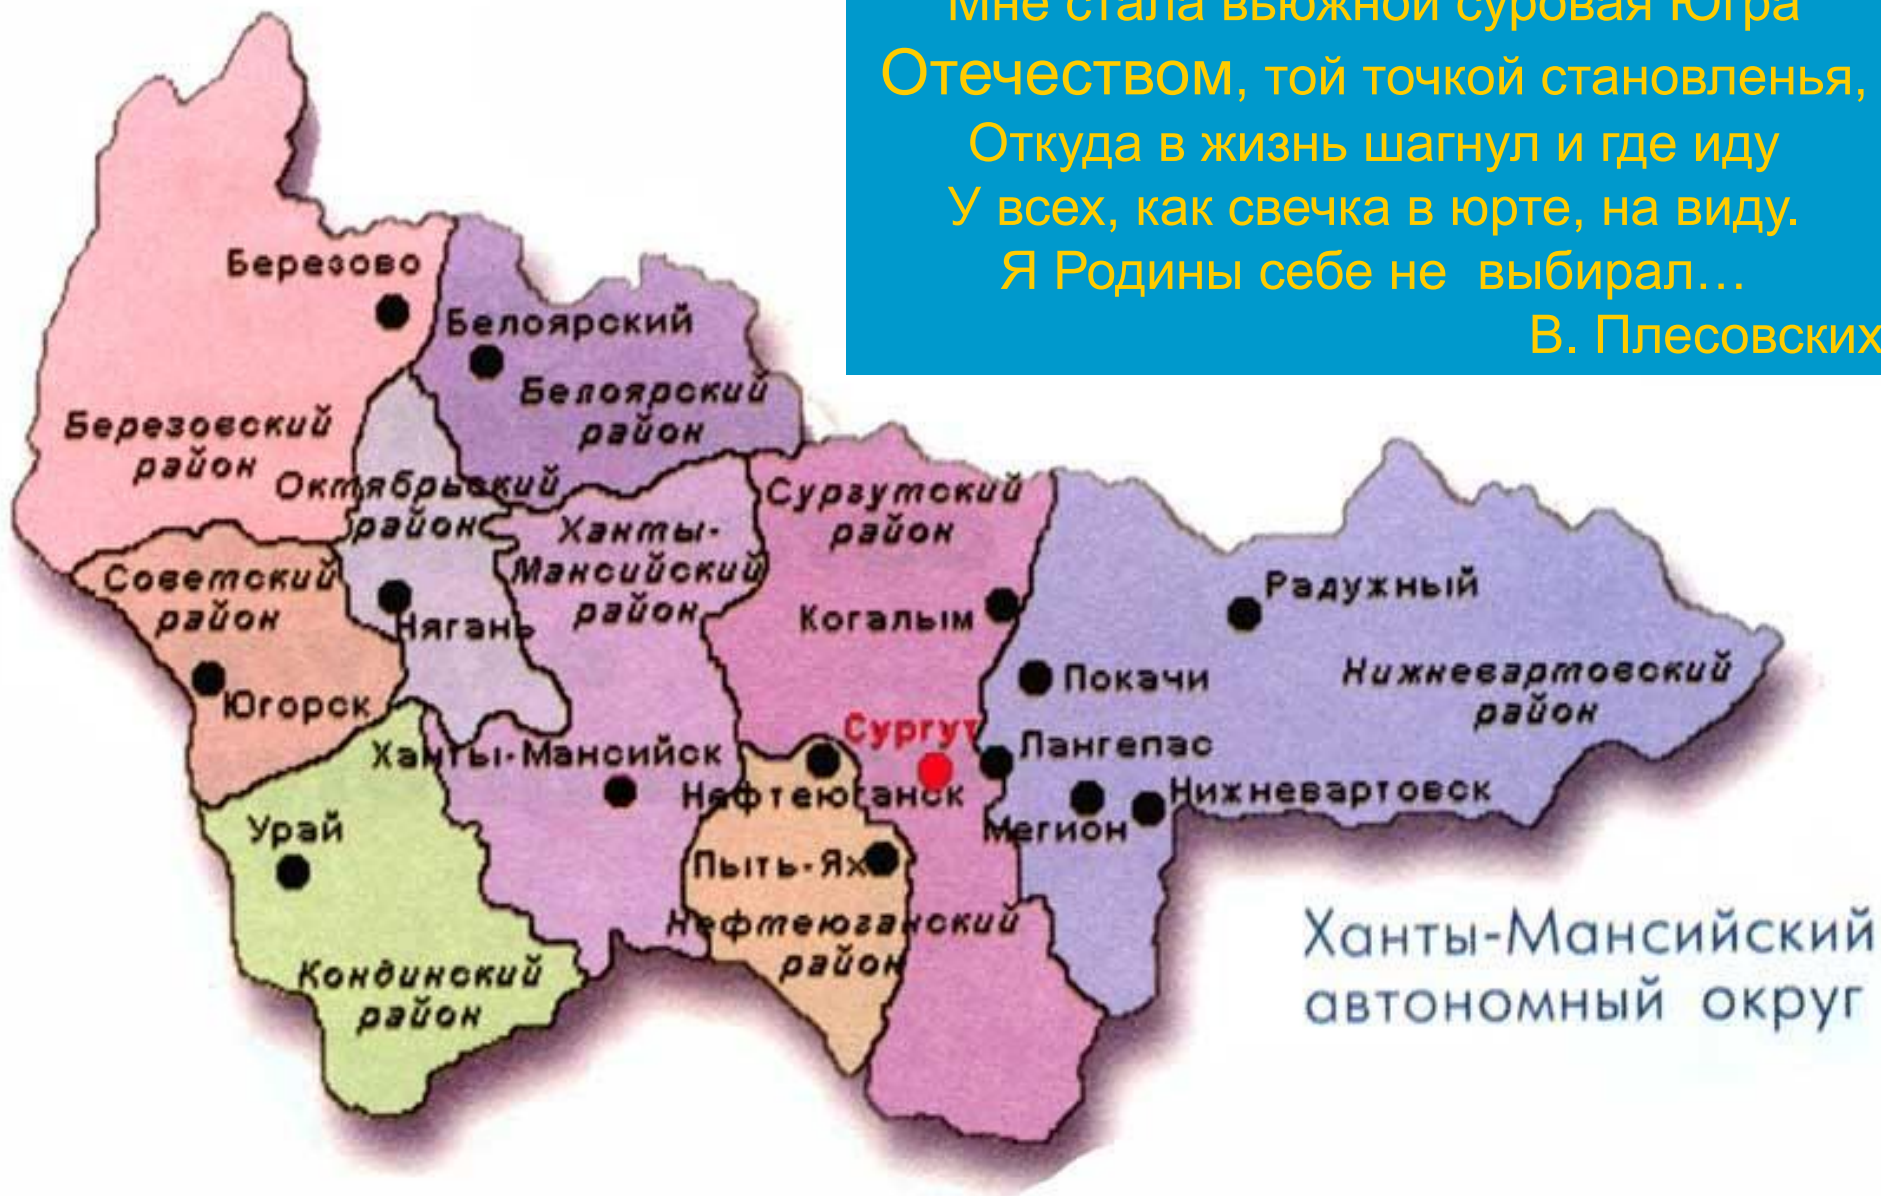 Мне стала вьюжной суровая Югра
Отечеством, той точкой становленья,
Откуда в жизнь шагнул и где иду
У всех, как свечка в юрте, на виду.
Я Родины себе не выбирал…
В. Плесовских
Березово
Белоярский
Белоярский
район
Березовский
район
Октябрьский
район
Сургутский
район
Ханты-
Мансийский
район
Советский
район
Нягань
Когалым
Радужный
Покачи
Нижневартовский
район
Югорск
Сургут
Лангепас
Ханты-Мансийск
Нефтеюганск
Нижневартовск
Мегион
Урай
Пыть-Ях
Нефтеюганский
район
Кондинский
район
Ханты-Мансийский
автономный округ